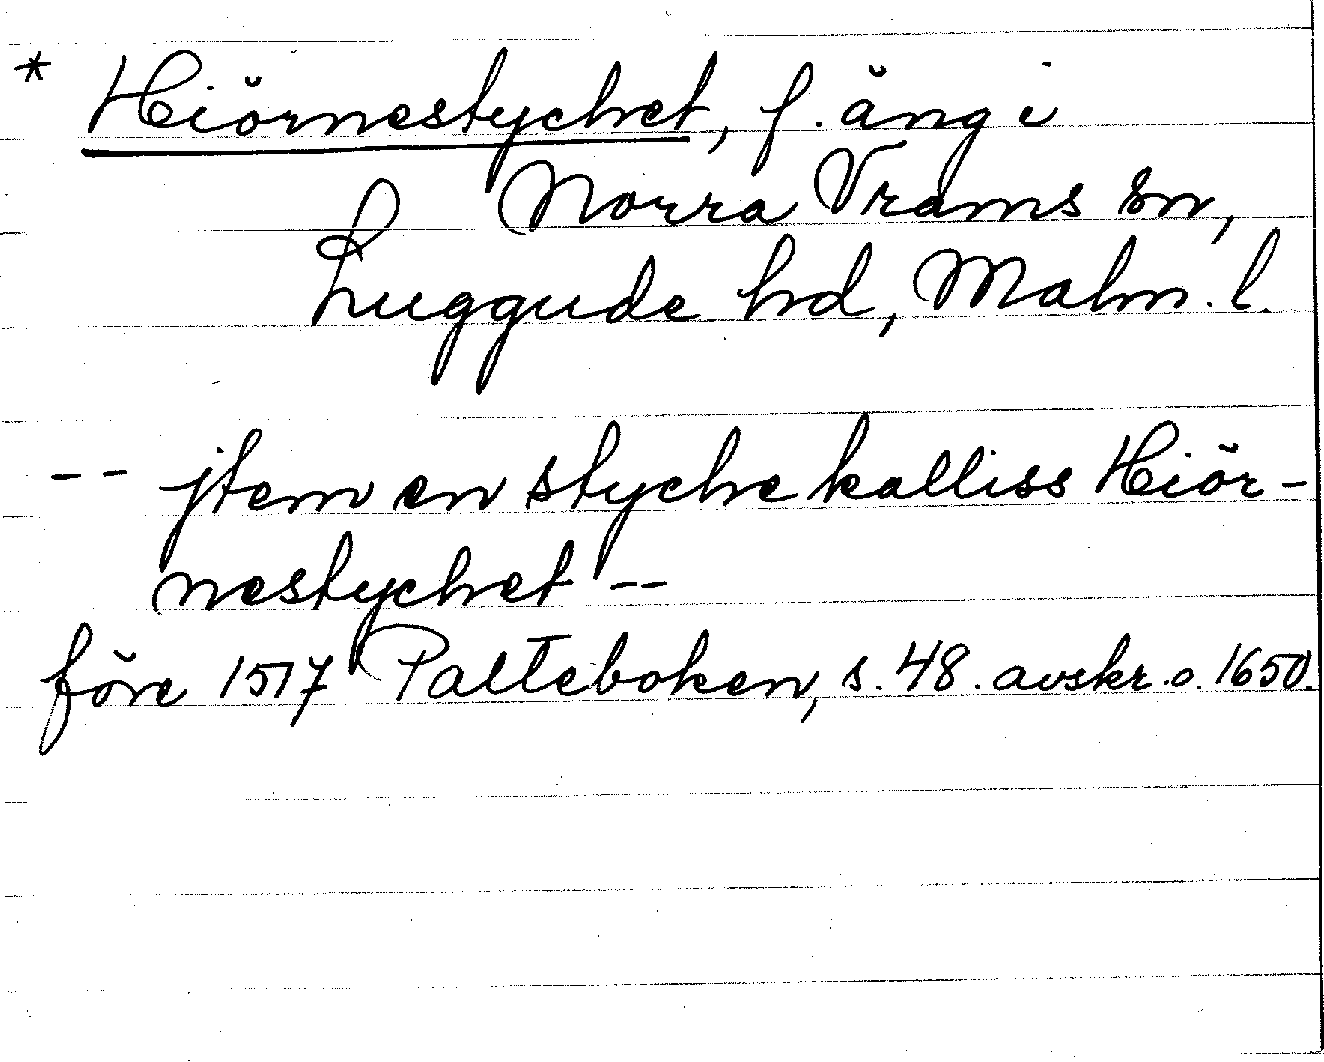 * Hiörnestychet, f. äng i
Norra Vrams sn,
Luggude hd, Malm. l.
-- jtem en styche kalliss Hiör-
nestychet --
före 1517 Palteboken, s. 48. avskr. o. 1650.